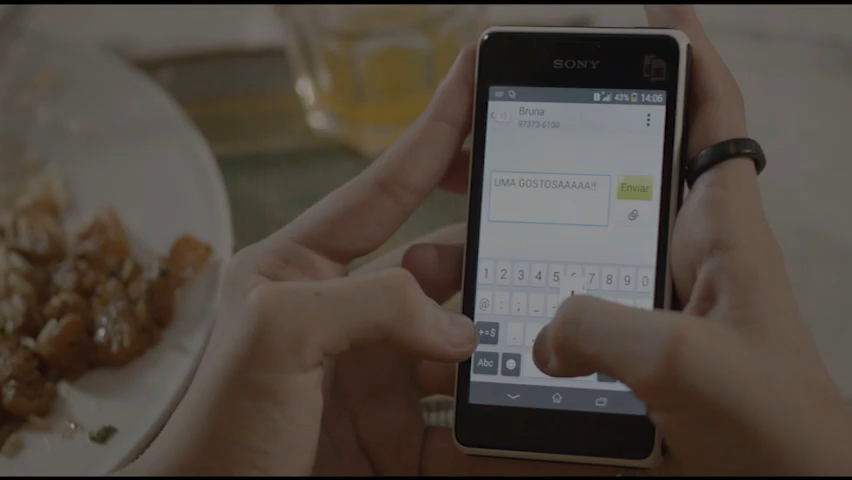 SONY
43% 14:06
Bruna
97373-6100
UMA GOSTOSAAAAA!!
Enviar
1 2 3 4 5 7 8 9 0
@ : ; _
+=$
Abc